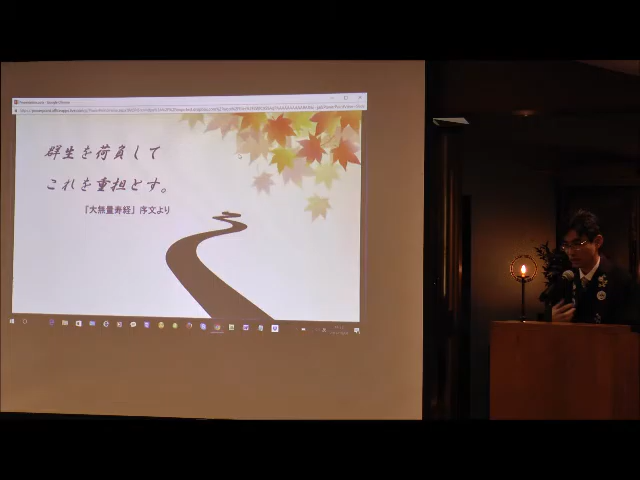 群生を荷負して
これを重担とす。
『大無量寿経』序文より